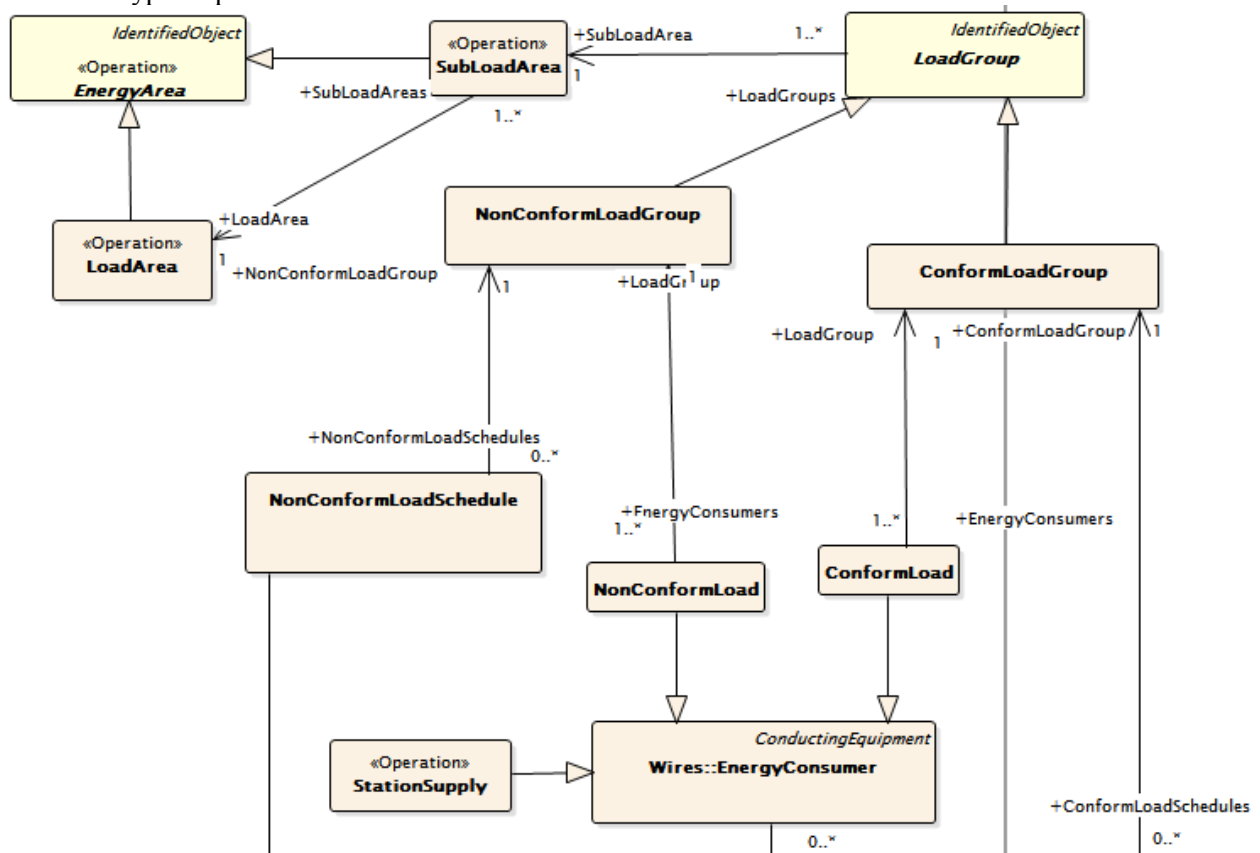 IdentifiedObject
«Operation»
EnergyArea
«Operation»
SubLoadArea
+SubLoadArea
1..*
IdentifiedObject
LoadGroup
1
+SubLoadAreas
1..*
+LoadGroups
+LoadArea
1
«Operation»
LoadArea
NonConformLoadGroup
+NonConformLoadGroup
1
+LoadGroup
1
ConformLoadGroup
+LoadGroup
1
+ConformLoadGroup
1
+NonConformLoadSchedules
0..*
NonConformLoadSchedule
+EnergyConsumers
1..*
1..*
+EnergyConsumers
NonConformLoad
ConformLoad
«Operation»
StationSupply
ConductingEquipment
Wires::EnergyConsumer
+ConformLoadSchedules
0..*
0..*